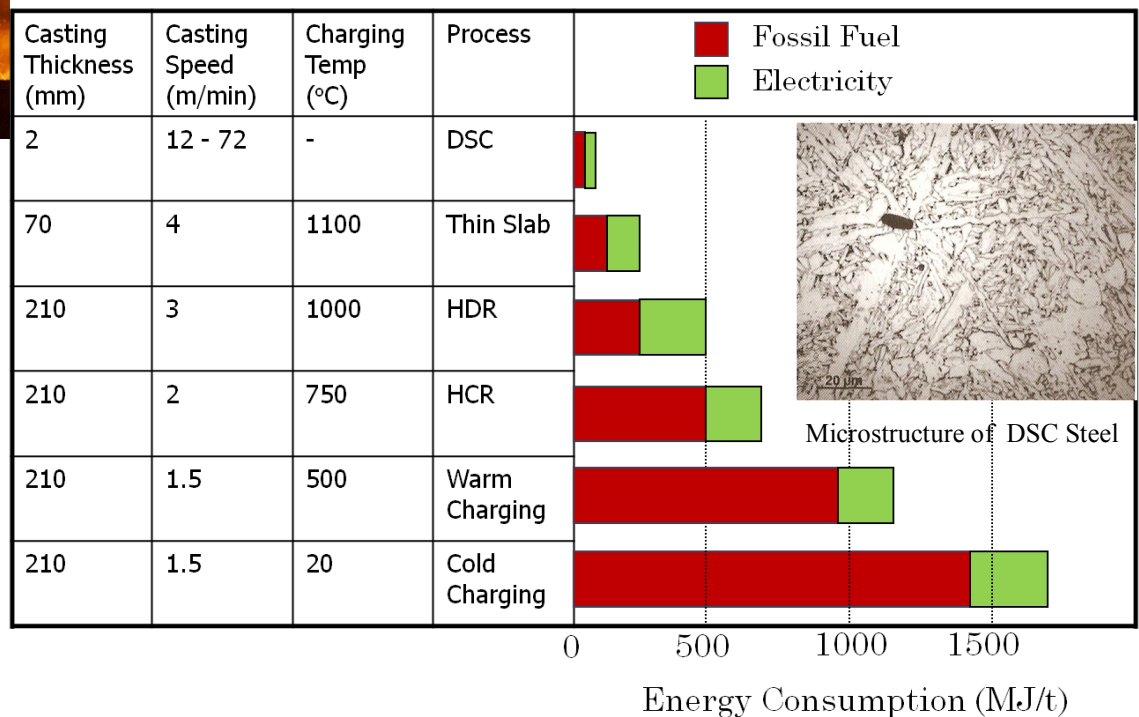 Casting
Thickness
(mm)
Casting
Speed
(m/min)
Charging
Temp
(°C)
Process
Fossil Fuel
Electricity
2
12 - 72
-
DSC
70
4
1100
Thin Slab
210
3
1000
HDR
210
2
750
HCR
20 µm
Microstructure of DSC Steel
210
1.5
500
Warm
Charging
210
1.5
20
Cold
Charging
0
500
1000
1500
Energy Consumption (MJ/t)